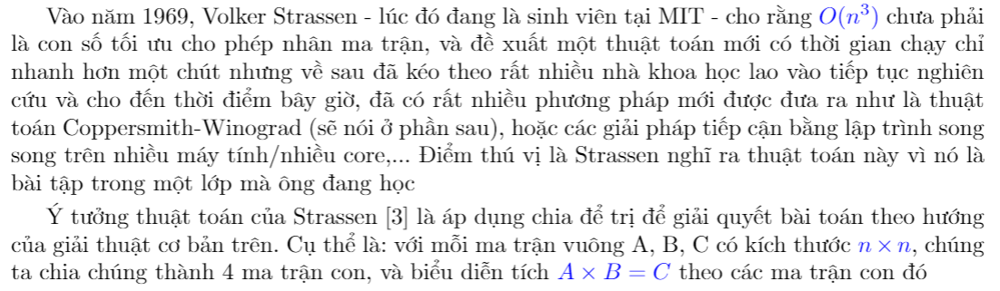 Vào năm 1969, Volker Strassen - lúc đó đang là sinh viên tại MIT - cho rằng O(n³) chưa phải
là con số tối ưu cho phép nhân ma trận, và đề xuất một thuật toán mới có thời gian chạy chỉ
nhanh hơn một chút nhưng về sau đã kéo theo rất nhiều nhà khoa học lao vào tiếp tục nghiên
cứu và cho đến thời điểm bây giờ, đã có rất nhiều phương pháp mới được đưa ra như là thuật
toán Coppersmith-Winograd (sẽ nói ở phần sau), hoặc các giải pháp tiếp cận bằng lập trình song
song trên nhiều máy tính/nhiều core,... Điểm thú vị là Strassen nghĩ ra thuật toán này vì nó là
bài tập trong một lớp mà ông đang học
Ý tưởng thuật toán của Strassen [3] là áp dụng chia để trị để giải quyết bài toán theo hướng
của giải thuật cơ bản trên. Cụ thể là: với mỗi ma trận vuông A, B, C có kích thước n × n, chúng
ta chia chúng thành 4 ma trận con, và biểu diễn tích A × B = C theo các ma trận con đó